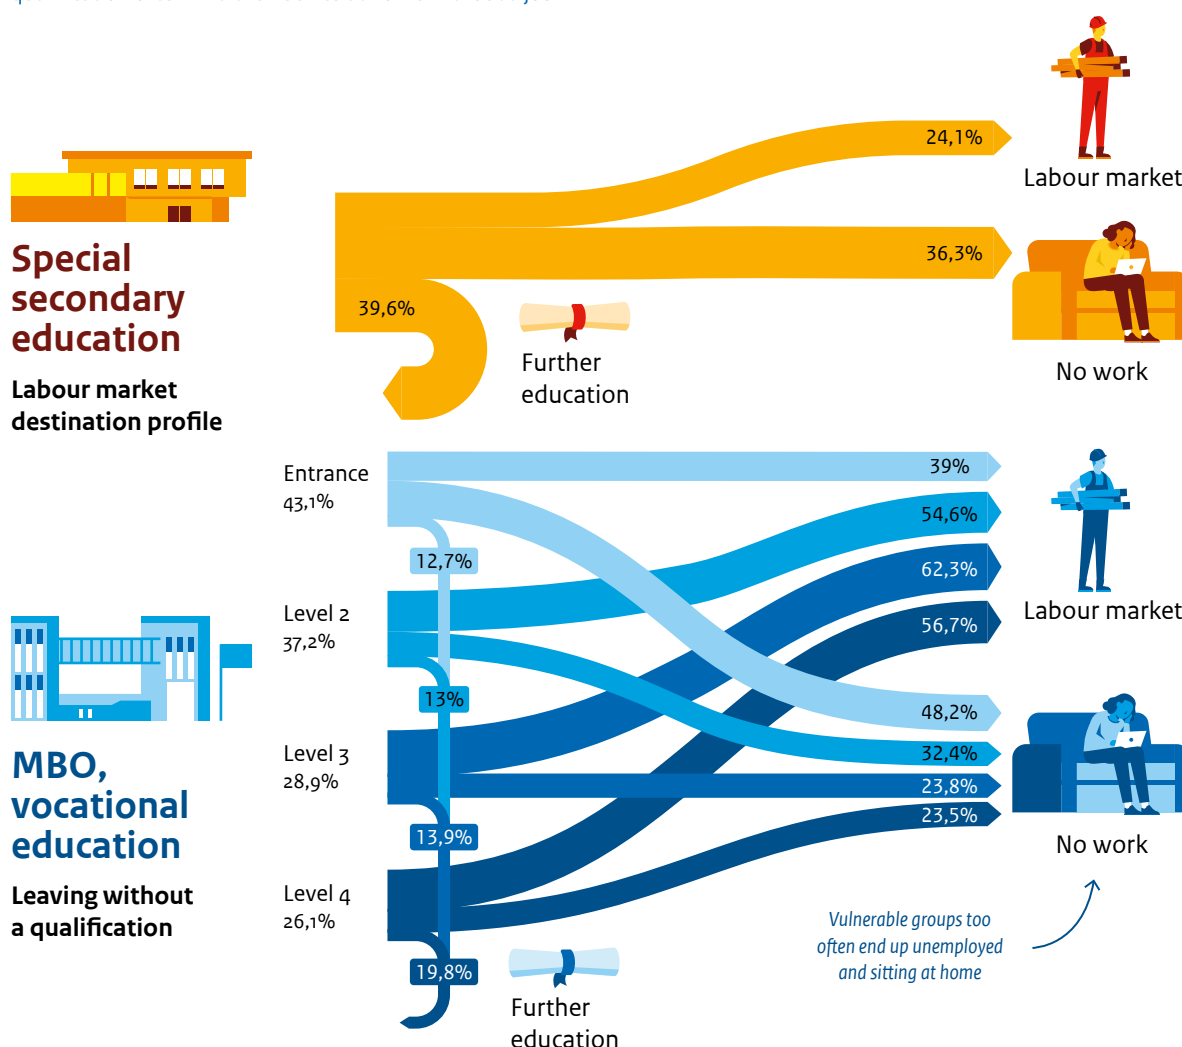 24,1%
Labour market
Special
secondary
education
36,3%
39,6%
Further
education
No work
Labour market
destination profile
Entrance
43,1%
39%
54,6%
12,7%
62,3%
Level 2
37,2%
Labour market
56,7%
13%
48,2%
MBO,
vocational
education
Level 3
28,9%
32,4%
23,8%
23,5%
13,9%
No work
Leaving without
a qualification
Level 4
26,1%
Vulnerable groups too
often end up unemployed
and sitting at home
19,8%
Further
education